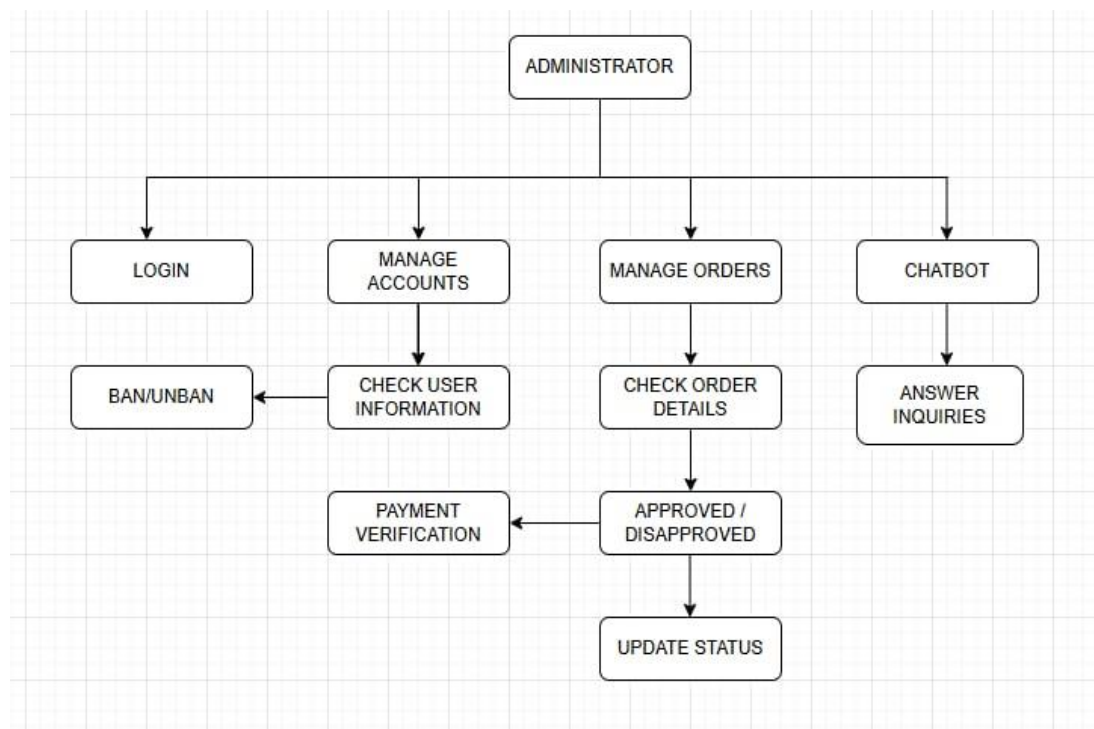 ADMINISTRATOR
LOGIN
MANAGE
ACCOUNTS
MANAGE ORDERS
CHATBOT
BAN/UNBAN
CHECK USER
INFORMATION
CHECK ORDER
DETAILS
ANSWER
INQUIRIES
PAYMENT
VERIFICATION
APPROVED /
DISAPPROVED
UPDATE STATUS